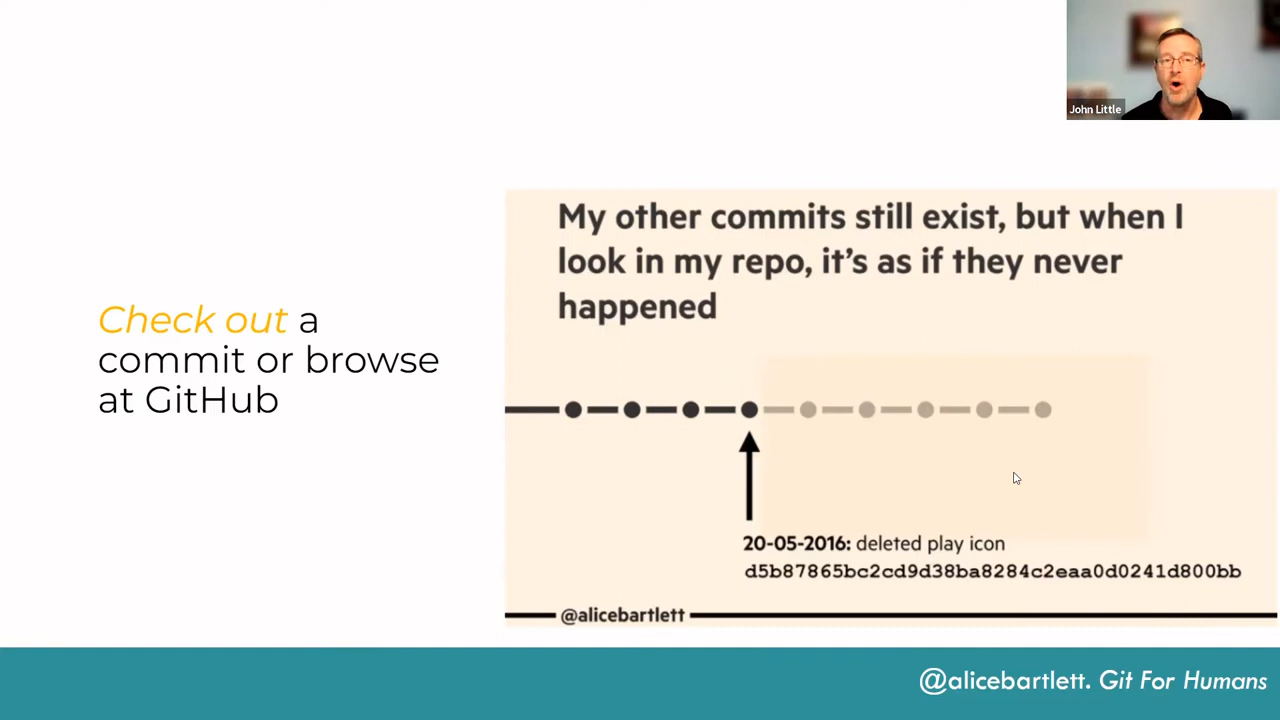 John Little
My other commits still exist, but when I
look in my repo, it's as if they never
happened
Check out a
commit or browse
at GitHub
20-05-2016: deleted play icon
d5b87865bc2cd9d38ba8284c2eaa0d0241d800bb
@alicebartlett
@alicebartlett. Git For Humans